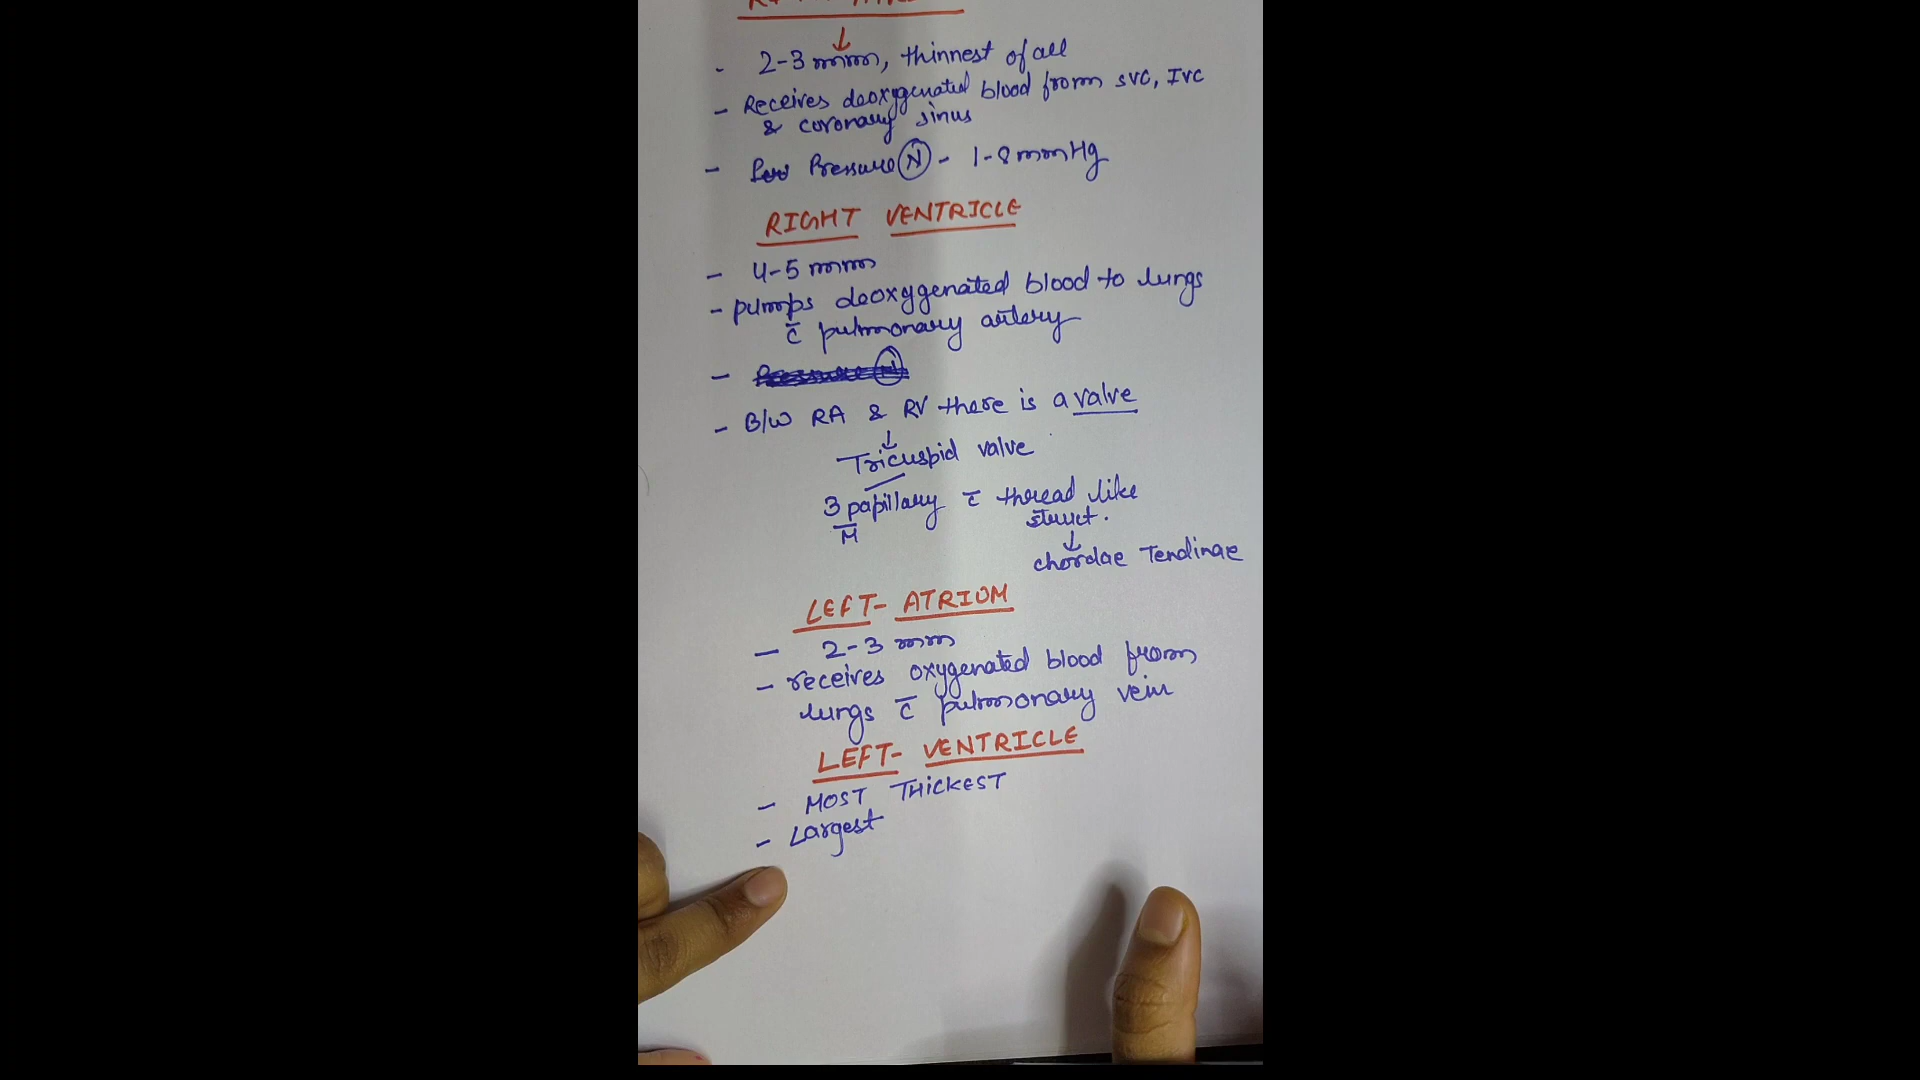 - 2-3 mm, thinnest of all
- Receives deoxygenated blood from SVC, IVC
& coronary sinus
- Pressure (N) - 1-8 mmHg
RIGHT VENTRICLE
- 4-5 mm
- pumps deoxygenated blood to lungs
c̄ pulmonary artery
-
- B/W RA & RV there is a valve
↓
Tricuspid valve
3 papillary c̄ thread like
M struct.
↓
chordae Tendinae
LEFT- ATRIUM
- 2-3 mm
- receives oxygenated blood from
lungs c̄ pulmonary vein
LEFT- VENTRICLE
- MOST THICKEST
- Largest